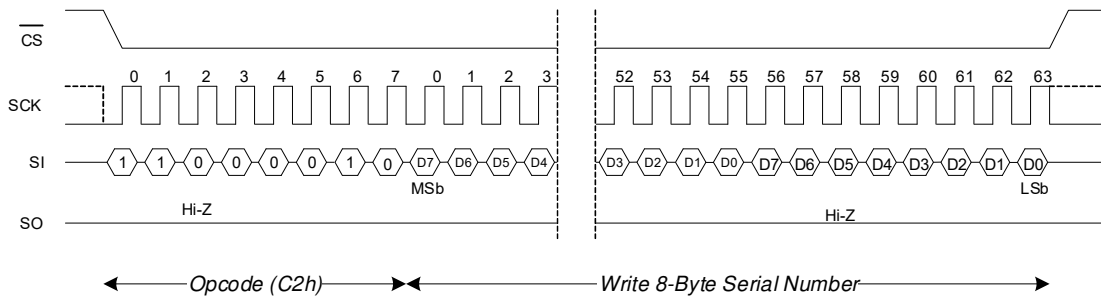 CS
0 1 2 3 4 5 6 7 0 1 2 3 52 53 54 55 56 57 58 59 60 61 62 63
SCK
SI 1 1 0 0 0 0 1 0 D7 D6 D5 D4 D3 D2 D1 D0 D7 D6 D5 D4 D3 D2 D1 D0
MSb LSb
Hi-Z Hi-Z
SO
Opcode (C2h) Write 8-Byte Serial Number